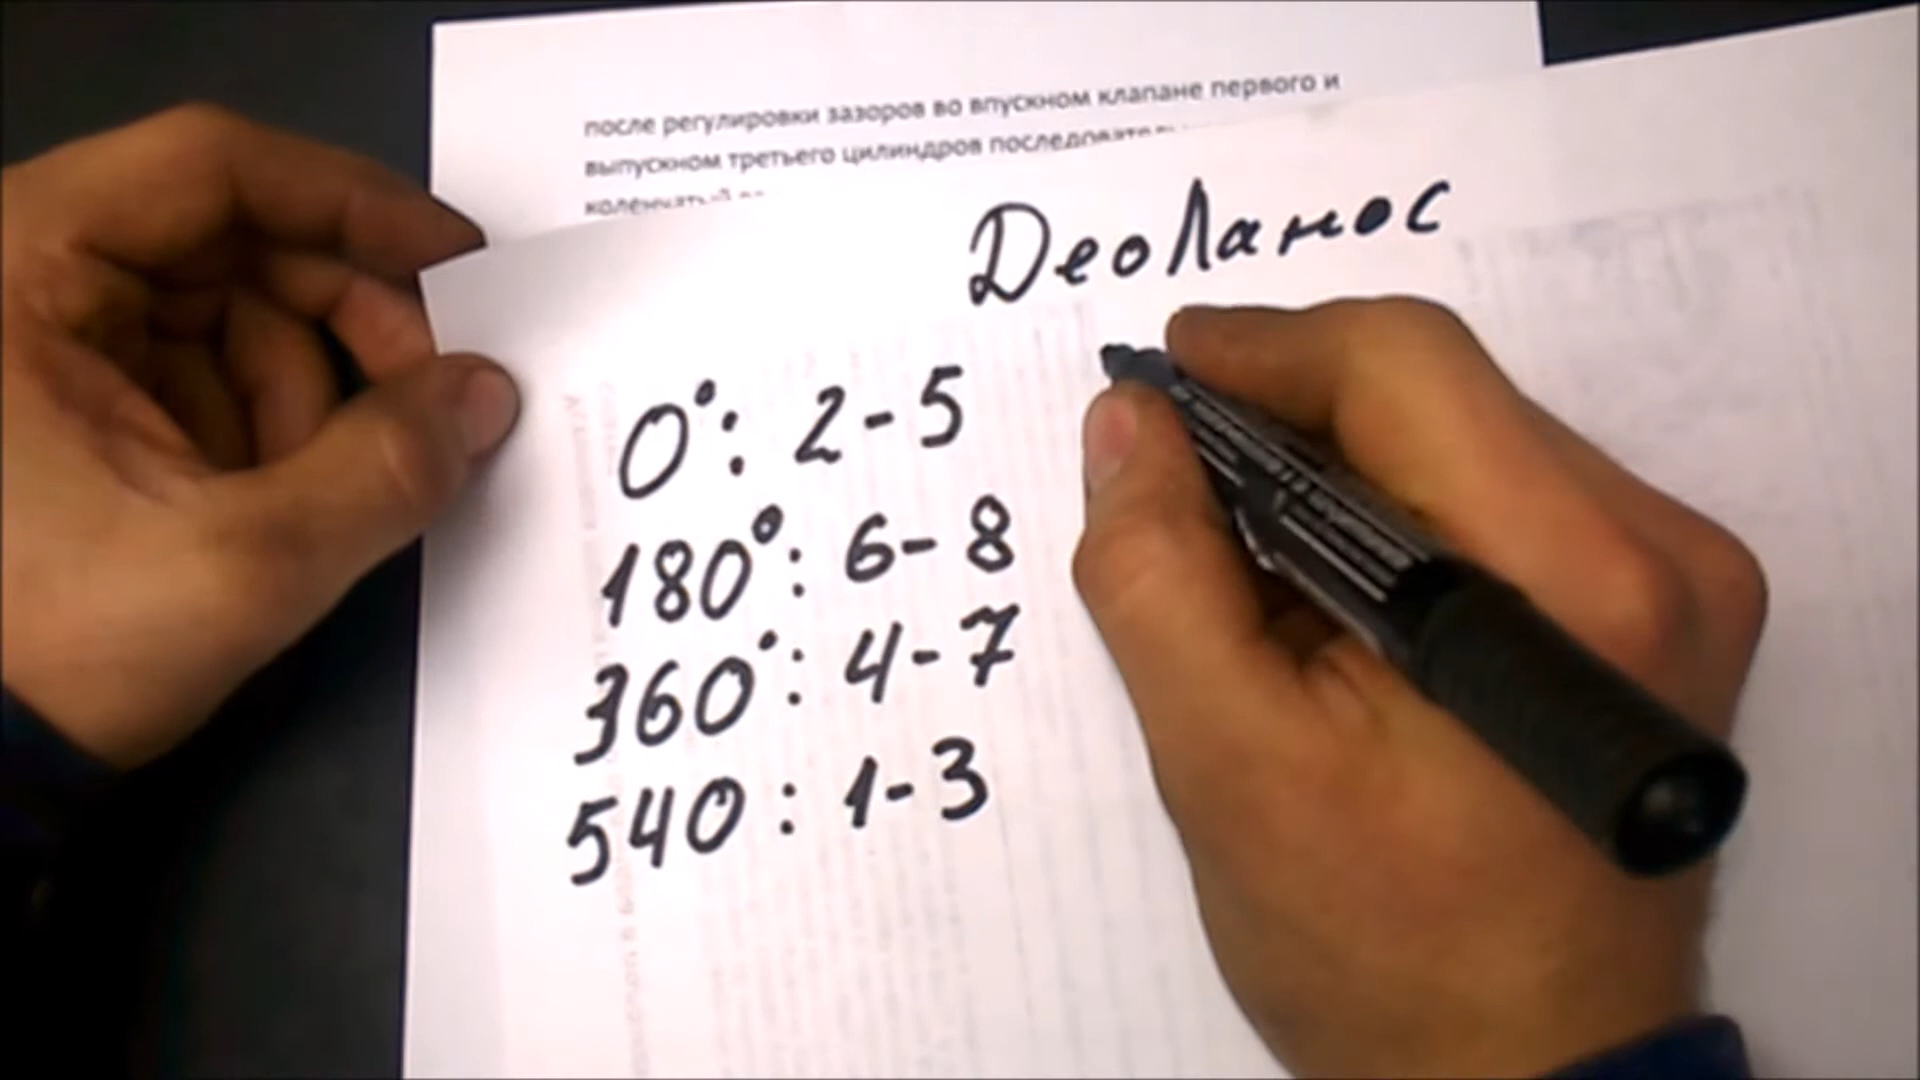 после регулировки зазоров во впускном клапане первого и
выпускном третьего цилиндров
ДеоЛанос
0°: 2-5
180°: 6-8
360°: 4-7
540: 1-3